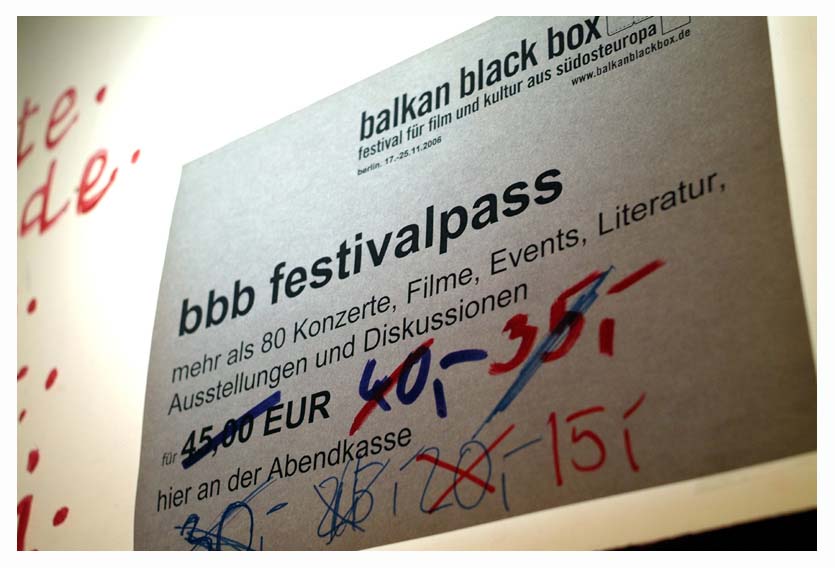 te.
de.
balkan black box
festival für film und kultur aus südosteuropa
www.balkanblackbox.de
berlin. 17.-25.11.2006
bbb festivalpass
mehr als 80 Konzerte, Filme, Events, Literatur,
Ausstellungen und Diskussionen
für 45,00 EUR 40,- 35,-
hier an der Abendkasse
30,- 25,- 20,- 15,-